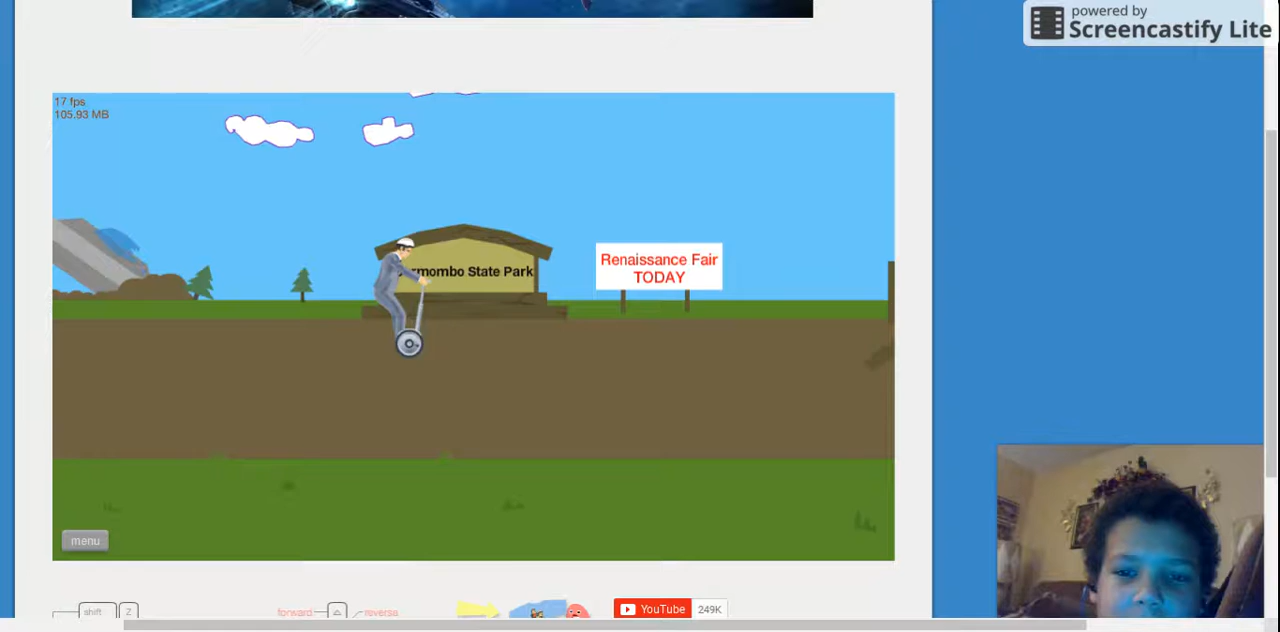 powered by
Screencastify Lite
17 fps
105.93 MB
Renaissance Fair
TODAY
State Park
menu
shift
Z
forward
reverse
YouTube
249K